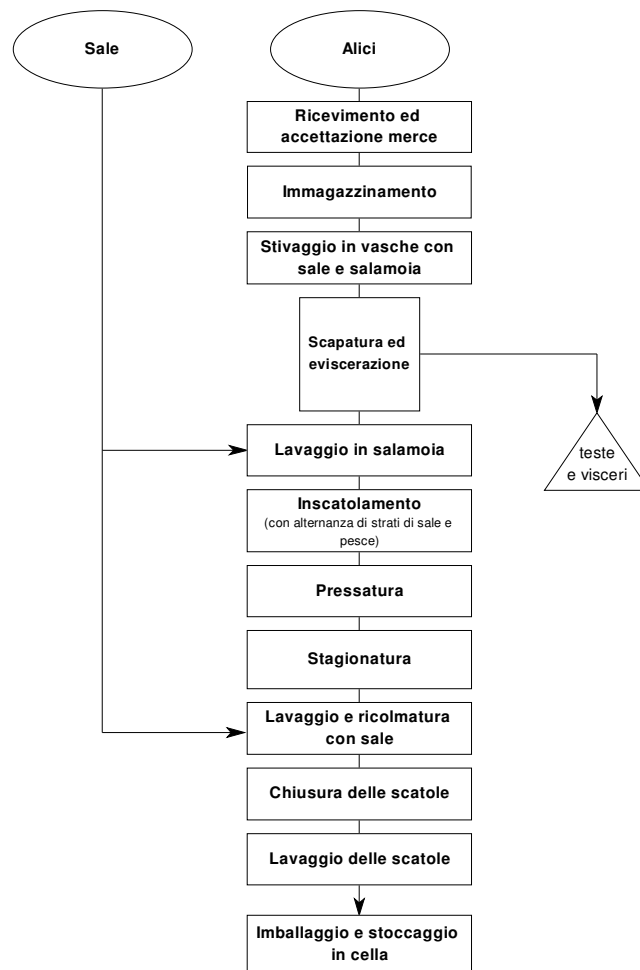 Sale
Alici
Ricevimento ed
accettazione merce
Immagazzinamento
Stivaggio in vasche con
sale e salamoia
Scapatura ed
eviscerazione
Lavaggio in salamoia
teste
e visceri
Inscatolamento
(con alternanza di strati di sale e
pesce)
Pressatura
Stagionatura
Lavaggio e ricolmatura
con sale
Chiusura delle scatole
Lavaggio delle scatole
Imballaggio e stoccaggio
in cella